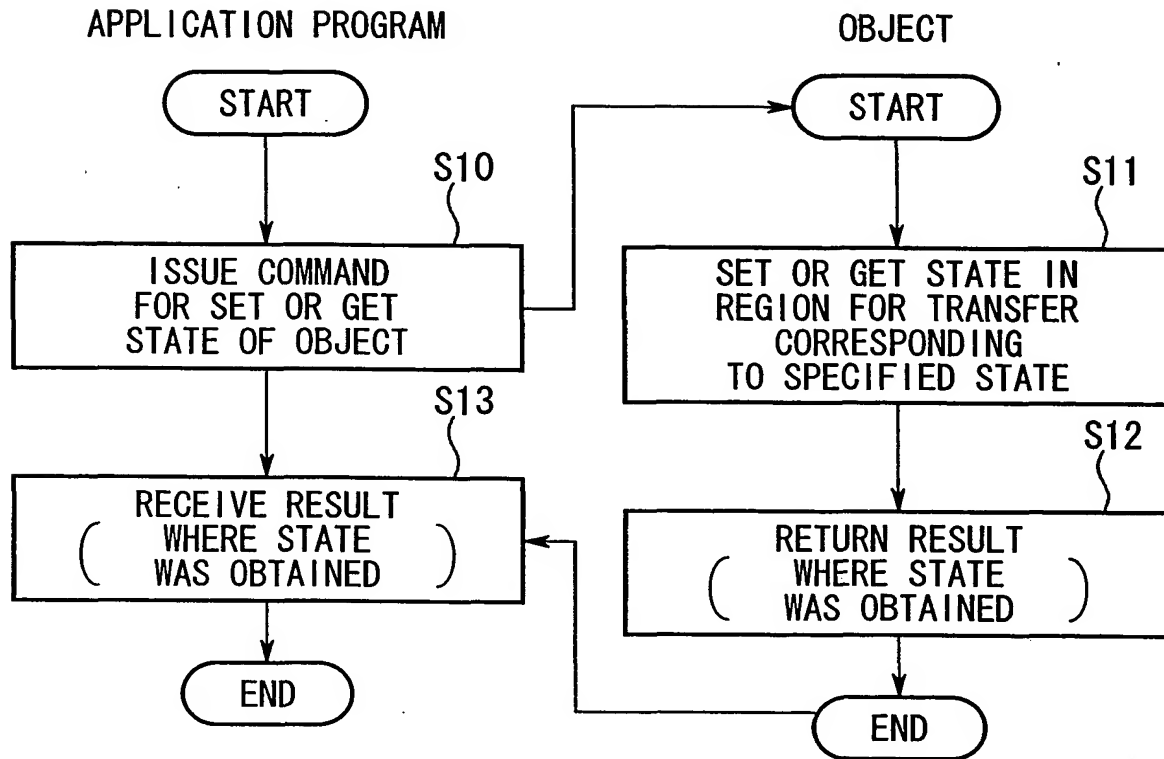 APPLICATION PROGRAM
START
S10
ISSUE COMMAND
FOR SET OR GET
STATE OF OBJECT
S13
RECEIVE RESULT
( WHERE STATE
WAS OBTAINED )
END
OBJECT
START
S11
SET OR GET STATE IN
REGION FOR TRANSFER
CORRESPONDING
TO SPECIFIED STATE
S12
RETURN RESULT
( WHERE STATE
WAS OBTAINED )
END